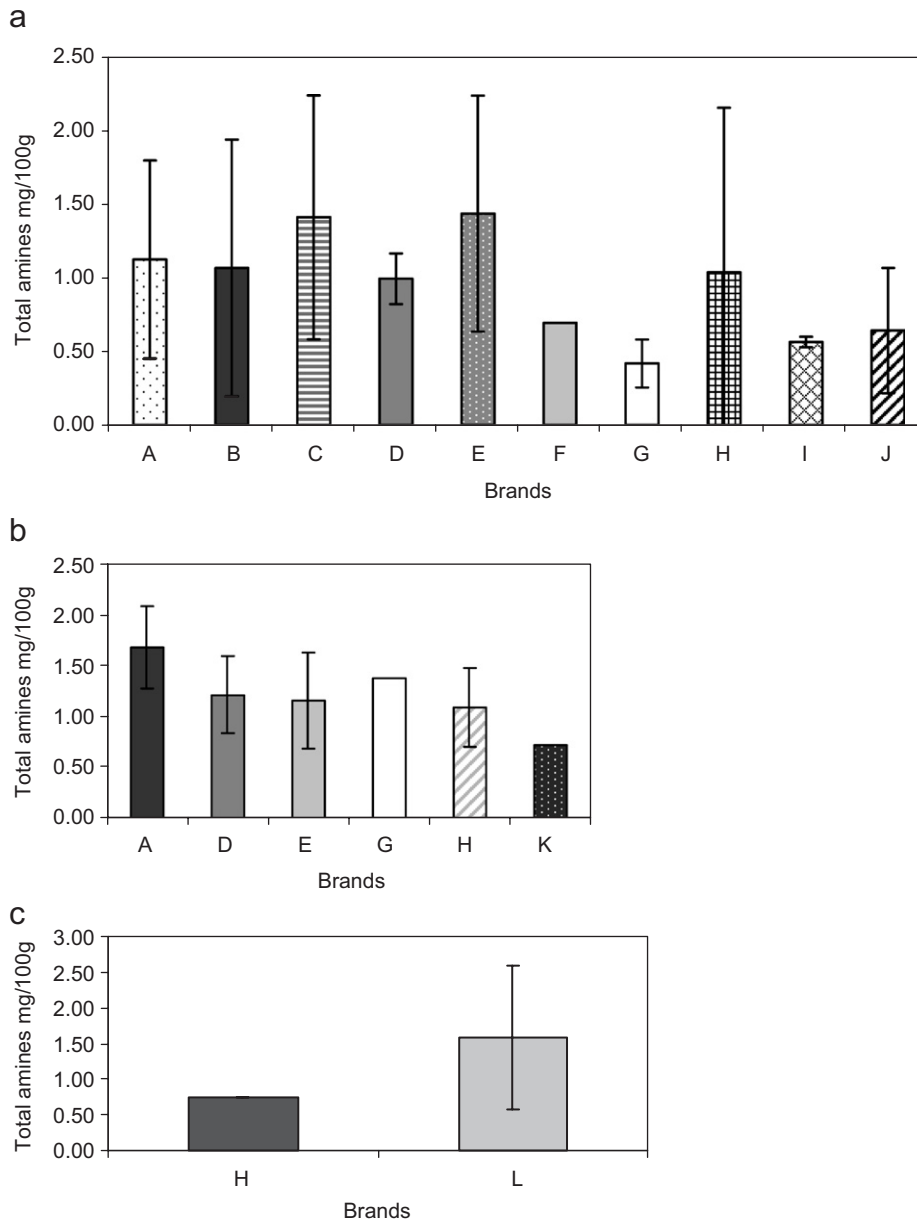 a
Total amines mg/100g
2.50
2.00
1.50
1.00
0.50
0.00
A B C D E F G H I J
Brands
b
Total amines mg/100g
2.50
2.00
1.50
1.00
0.50
0.00
A D E G H K
Brands
c
Total amines mg/100g
3.00
2.50
2.00
1.50
1.00
0.50
0.00
H L
Brands